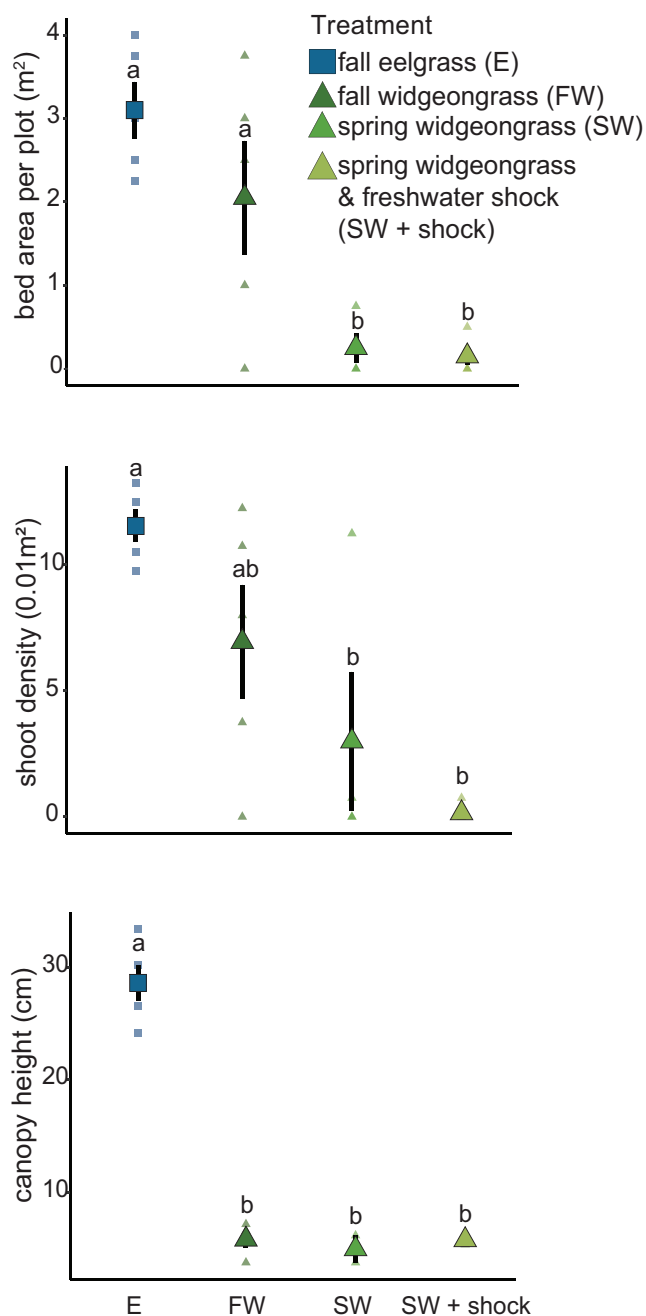 Treatment
fall eelgrass (E)
fall widgeongrass (FW)
spring widgeongrass (SW)
spring widgeongrass
& freshwater shock
(SW + shock)
bed area per plot (m²)
4
3
2
1
0
a
a
b
b
shoot density (0.01m²)
10
5
0
a
ab
b
b
canopy height (cm)
30
20
10
a
b
b
b
E FW SW SW + shock